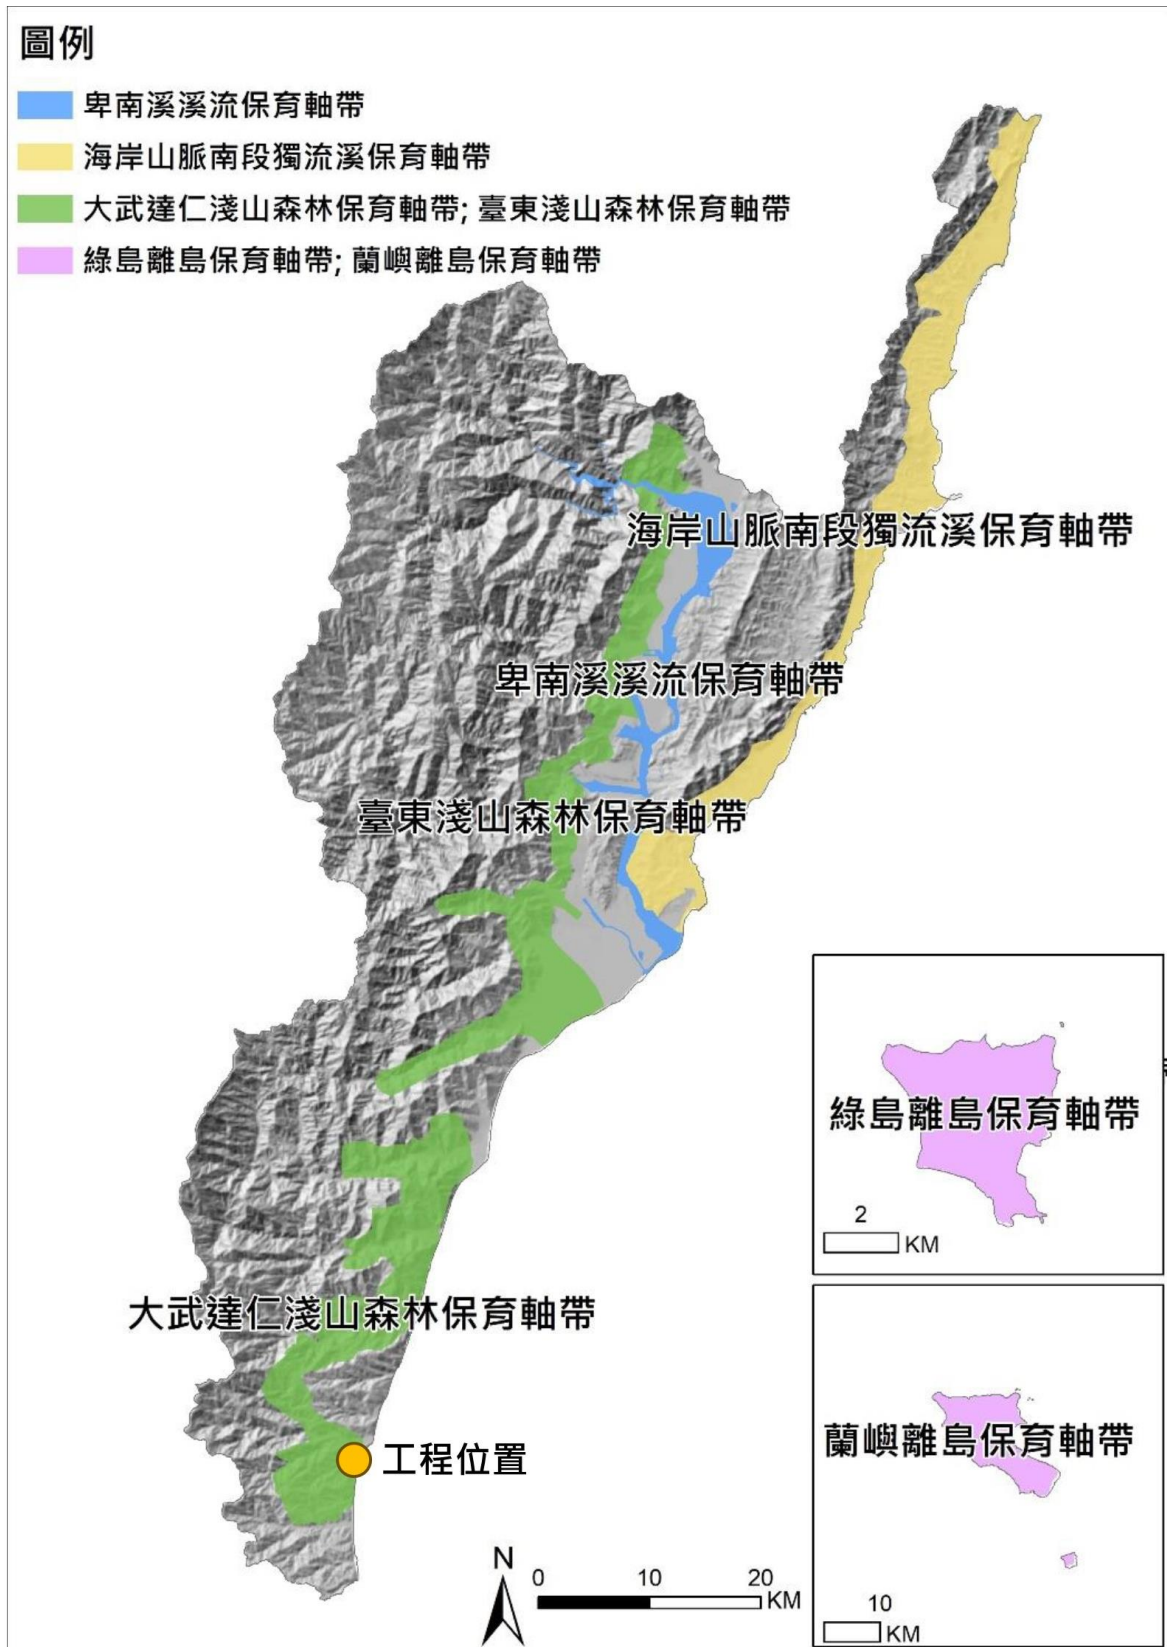 圖例
卑南溪溪流保育軸帶
海岸山脈南段獨流溪保育軸帶
大武達仁淺山森林保育軸帶; 臺東淺山森林保育軸帶
綠島離島保育軸帶; 蘭嶼離島保育軸帶
海岸山脈南段獨流溪保育軸帶
卑南溪溪流保育軸帶
臺東淺山森林保育軸帶
綠島離島保育軸帶
2
KM
大武達仁淺山森林保育軸帶
蘭嶼離島保育軸帶
工程位置
N
0 10 20
KM
10
KM